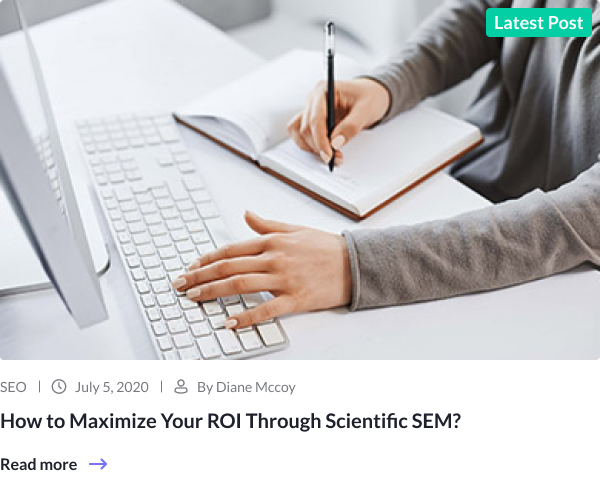 Latest Post
SEO | July 5, 2020 | By Diane Mccoy
How to Maximize Your ROI Through Scientific SEM?
Read more